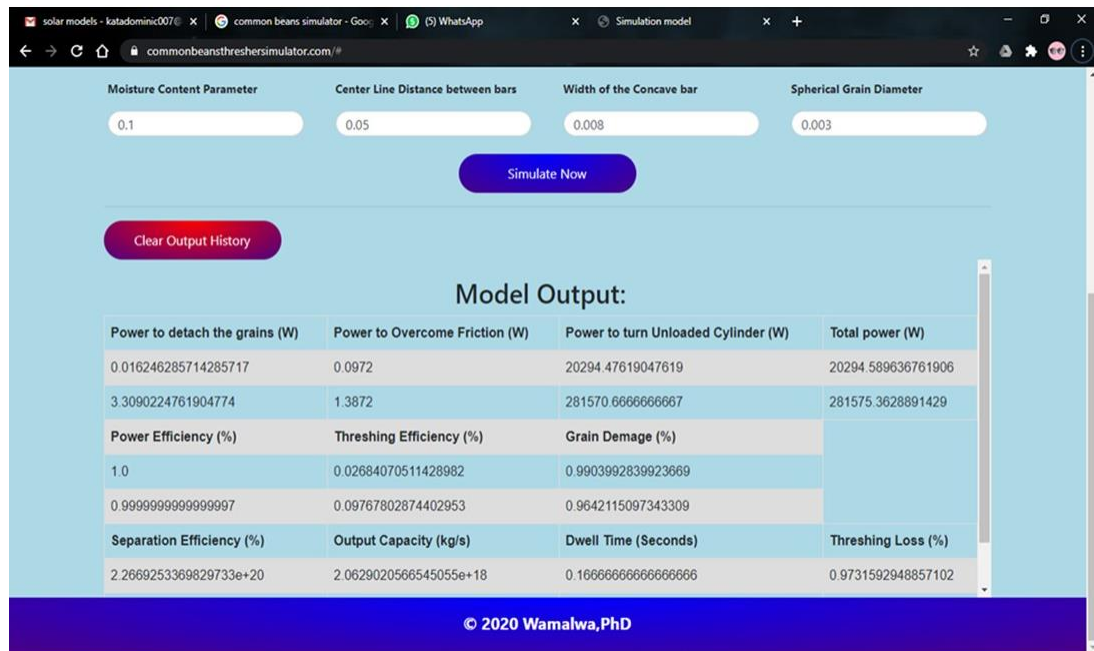 solar models - katadominic007@ common beans simulator - Goog (5) WhatsApp Simulation model
commonbeansthreshersimulator.com/#
Moisture Content Parameter Center Line Distance between bars Width of the Concave bar Spherical Grain Diameter
0.1 0.05 0.008 0.003
Simulate Now
Clear Output History
Model Output:
Power to detach the grains (W) Power to Overcome Friction (W) Power to turn Unloaded Cylinder (W) Total power (W)
0.016246285714285717 0.0972 20294.47619047619 20294.589636761906
3.3090224761904774 1.3872 281570.6666666667 281575.3628891429
Power Efficiency (%) Threshing Efficiency (%) Grain Demage (%)
1.0 0.02684070511428982 0.9903992839923669
0.9999999999999997 0.09767802874402953 0.9642115097343309
Separation Efficiency (%) Output Capacity (kg/s) Dwell Time (Seconds) Threshing Loss (%)
2.2669253369829733e+20 2.0629020566545055e+18 0.16666666666666666 0.9731592948857102
© 2020 Wamalwa,PhD